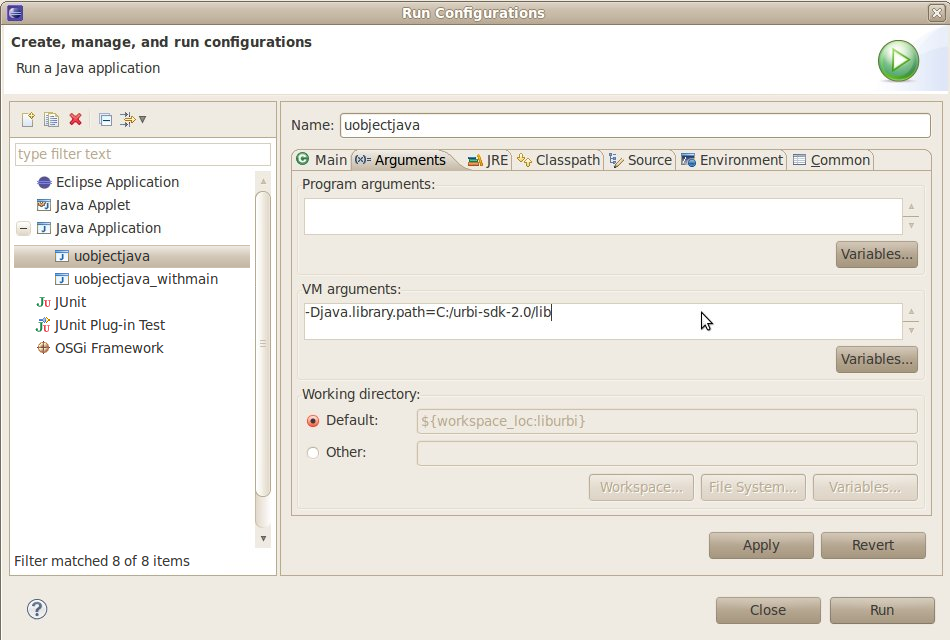 Run Configurations
Create, manage, and run configurations
Run a Java application
type filter text
Eclipse Application
Java Applet
Java Application
uobjectjava
uobjectjava_withmain
JUnit
JUnit Plug-in Test
OSGi Framework
Filter matched 8 of 8 items
Name: uobjectjava
Main Arguments JRE Classpath Source Environment Common
Program arguments:
Variables...
VM arguments:
-Djava.library.path=C:/urbi-sdk-2.0/lib
Variables...
Working directory:
Default: ${workspace_loc:liburbi}
Other:
Workspace... File System... Variables...
Apply Revert
Close Run